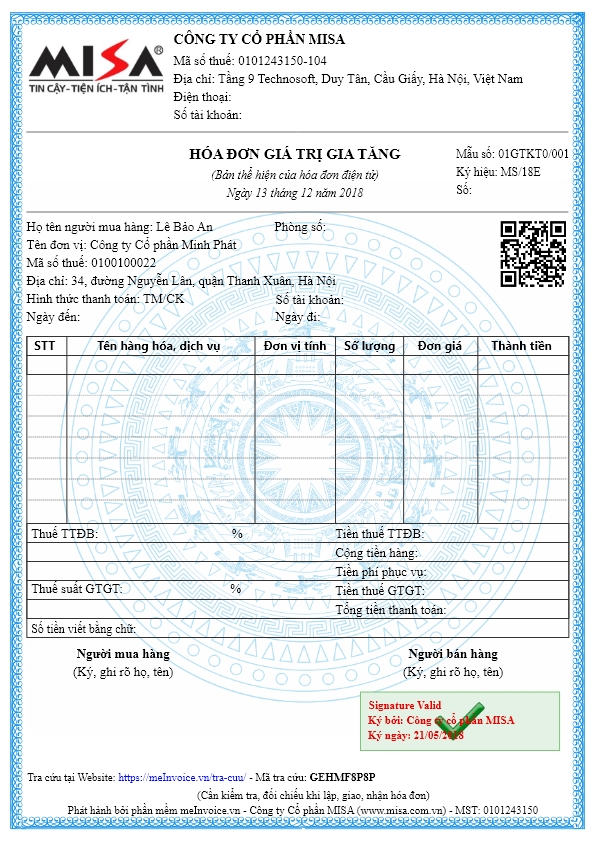 MISA®
TIN CẬY-TIỆN ÍCH-TẬN TÌNH
CÔNG TY CỔ PHẦN MISA
Mã số thuế: 0101243150-104
Địa chỉ: Tầng 9 Technosoft, Duy Tân, Cầu Giấy, Hà Nội, Việt Nam
Điện thoại:
Số tài khoản:
HÓA ĐƠN GIÁ TRỊ GIA TĂNG
(Bản thể hiện của hóa đơn điện tử)
Ngày 13 tháng 12 năm 2018
Mẫu số: 01GTKT0/001
Ký hiệu: MS/18E
Số:
Họ tên người mua hàng: Lê Bảo An Phòng số:
Tên đơn vị: Công ty Cổ phần Minh Phát
Mã số thuế: 0100100022
Địa chỉ: 34, đường Nguyễn Lân, quận Thanh Xuân, Hà Nội
Hình thức thanh toán: TM/CK Số tài khoản:
Ngày đến: Ngày đi:
STT Tên hàng hóa, dịch vụ Đơn vị tính Số lượng Đơn giá Thành tiền
Thuế TTĐB: % Tiền thuế TTĐB:
Cộng tiền hàng:
Tiền phí phục vụ:
Thuế suất GTGT: % Tiền thuế GTGT:
Tổng tiền thanh toán:
Số tiền viết bằng chữ:
Người mua hàng Người bán hàng
(Ký, ghi rõ họ, tên) (Ký, ghi rõ họ, tên)
Signature Valid
Ký bởi: Công ty cổ phần MISA
Ký ngày: 21/05/2018
Tra cứu tại Website: https://meInvoice.vn/tra-cuu/ - Mã tra cứu: GEHMF8P8P
(Cần kiểm tra, đối chiếu khi lập, giao, nhận hóa đơn)
Phát hành bởi phần mềm meInvoice.vn - Công ty Cổ phần MISA (www.misa.com.vn) - MST: 0101243150